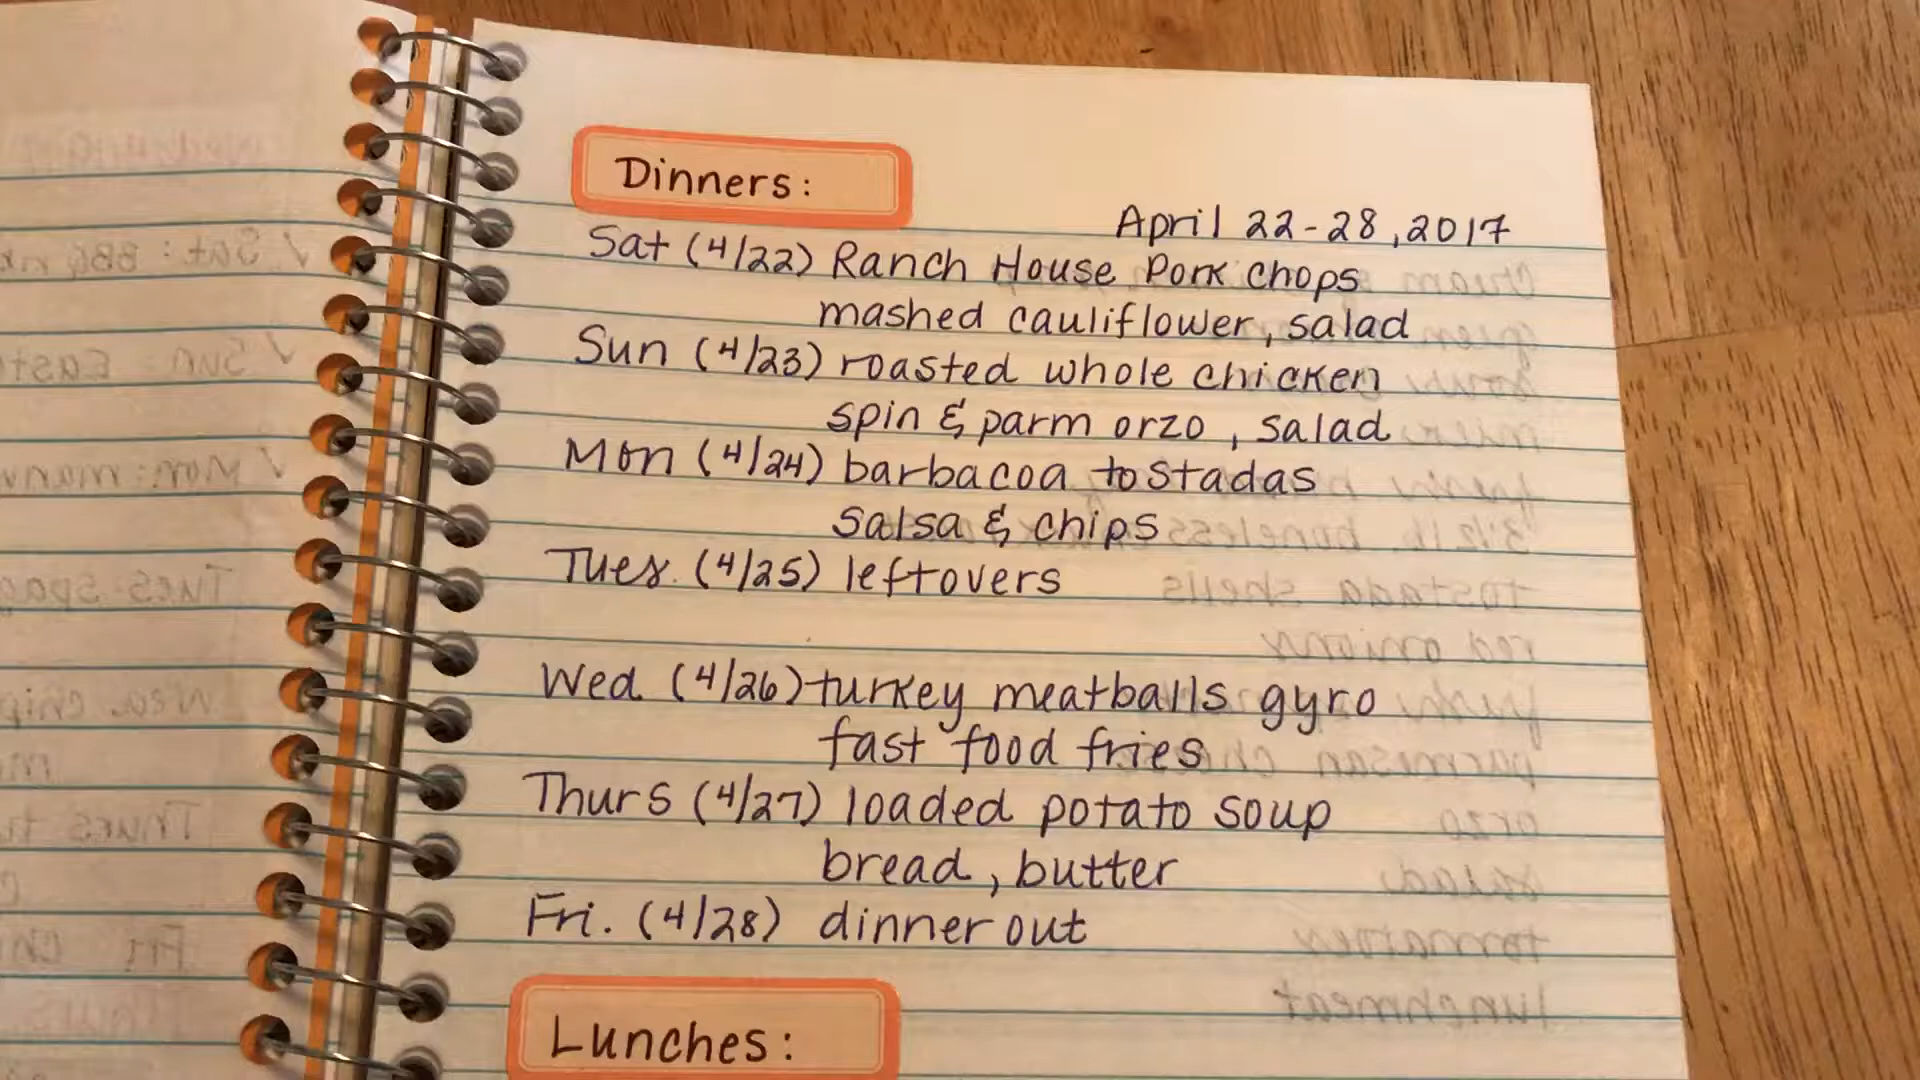 Dinners:
April 22-28, 2017
Sat (4/22) Ranch House Pork Chops
mashed cauliflower, salad
Sun (4/23) roasted whole chicken
spin & parm orzo, salad
Mon (4/24) barbacoa tostadas
salsa & chips
Tues. (4/25) leftovers
Wed. (4/26) turkey meatballs gyro
fast food fries
Thurs (4/27) loaded potato soup
bread, butter
Fri. (4/28) dinner out
Lunches: